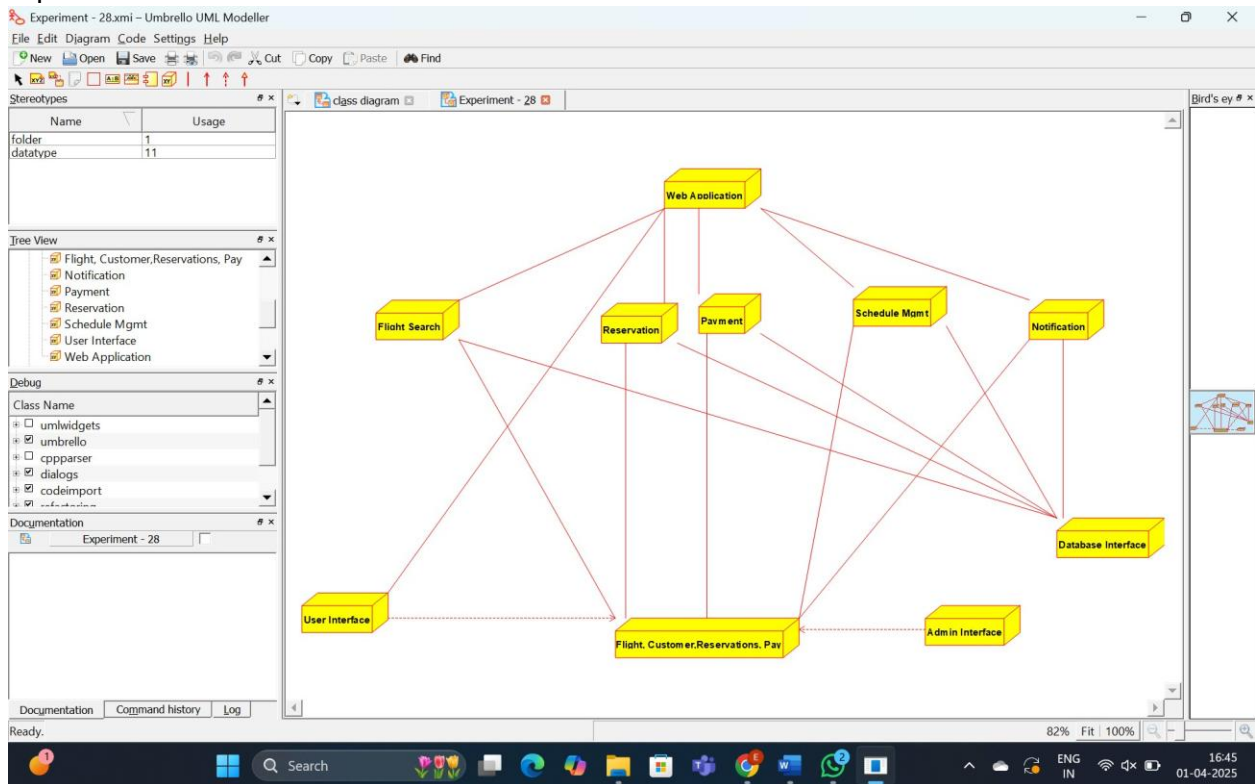 Experiment - 28.xmi – Umbrello UML Modeller
File Edit Diagram Code Settings Help
New Open Save Cut Copy Paste Find
Stereotypes
Name Usage
folder 1
datatype 11
Tree View
Flight, Customer,Reservations, Pay
Notification
Payment
Reservation
Schedule Mgmt
User Interface
Web Application
Debug
Class Name
umlwidgets
umbrello
cppparser
dialogs
codeimport
Documentation
Experiment - 28
Documentation Command history Log
Ready.
class diagram Experiment - 28
Bird's ey
Web Application
Flight Search
Reservation
Payment
Schedule Mgmt
Notification
Database Interface
User Interface
Flight, Customer,Reservations, Pay
Admin Interface
82% Fit 100%
1
Search
2
ENG
IN
16:45
01-04-2025